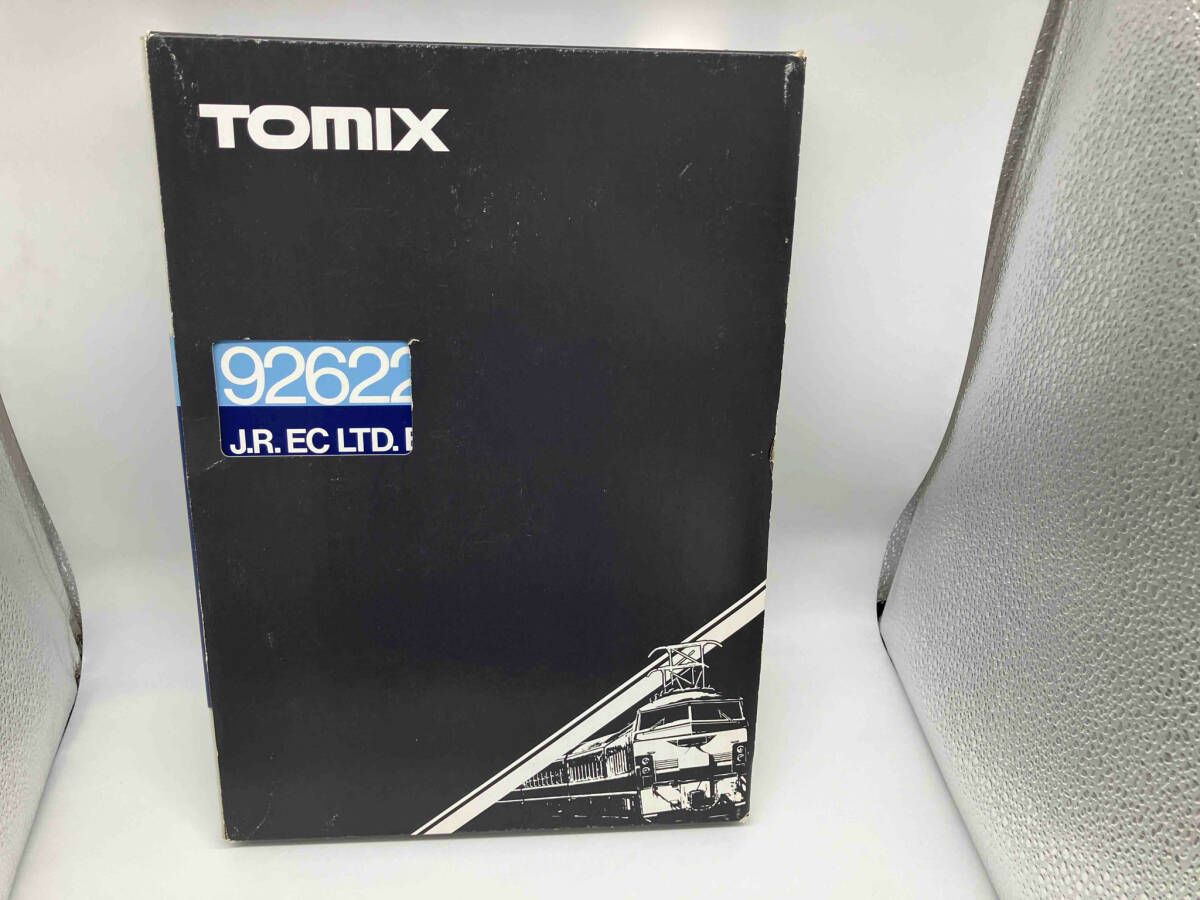 TOMIX
92622
J.R. EC LTD.